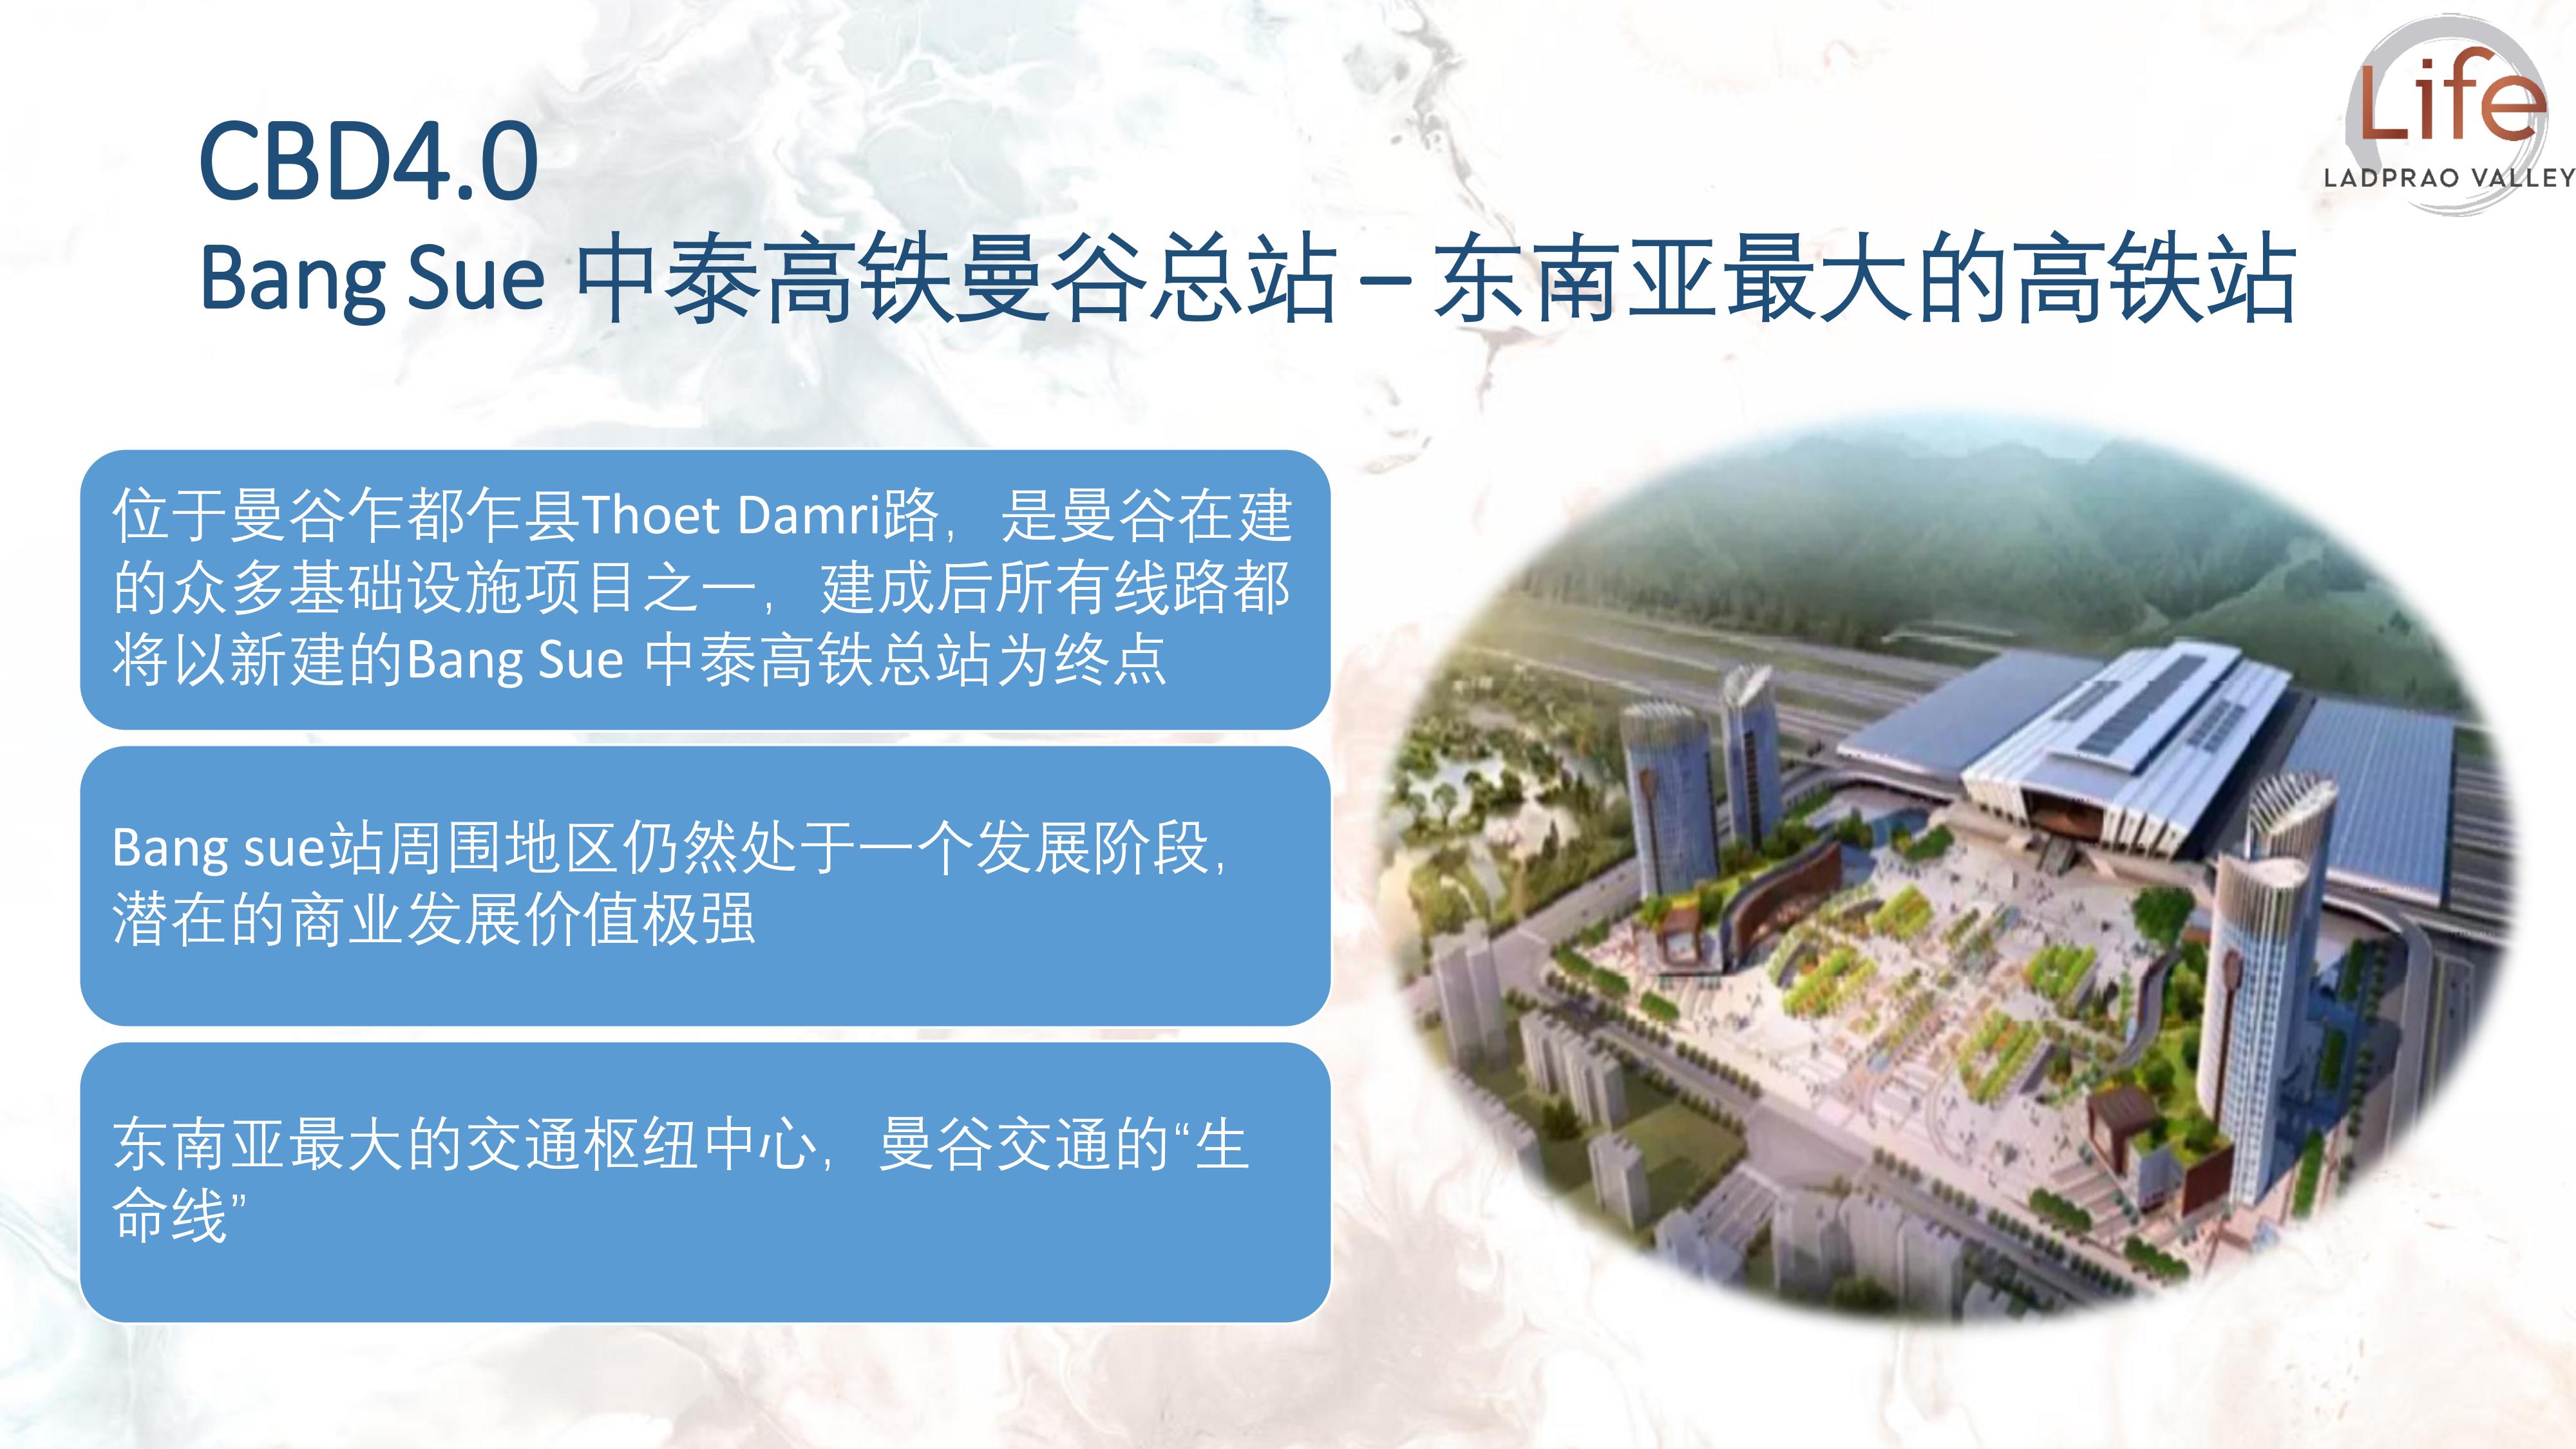 Life
LADPRAO VALLEY
CBD4.0
Bang Sue 中泰高铁曼谷总站 – 东南亚最大的高铁站
位于曼谷乍都乍县Thoet Damri路，是曼谷在建
的众多基础设施项目之一，建成后所有线路都
将以新建的Bang Sue 中泰高铁总站为终点
Bang sue站周围地区仍然处于一个发展阶段，
潜在的商业发展价值极强
东南亚最大的交通枢纽中心，曼谷交通的“生
命线”